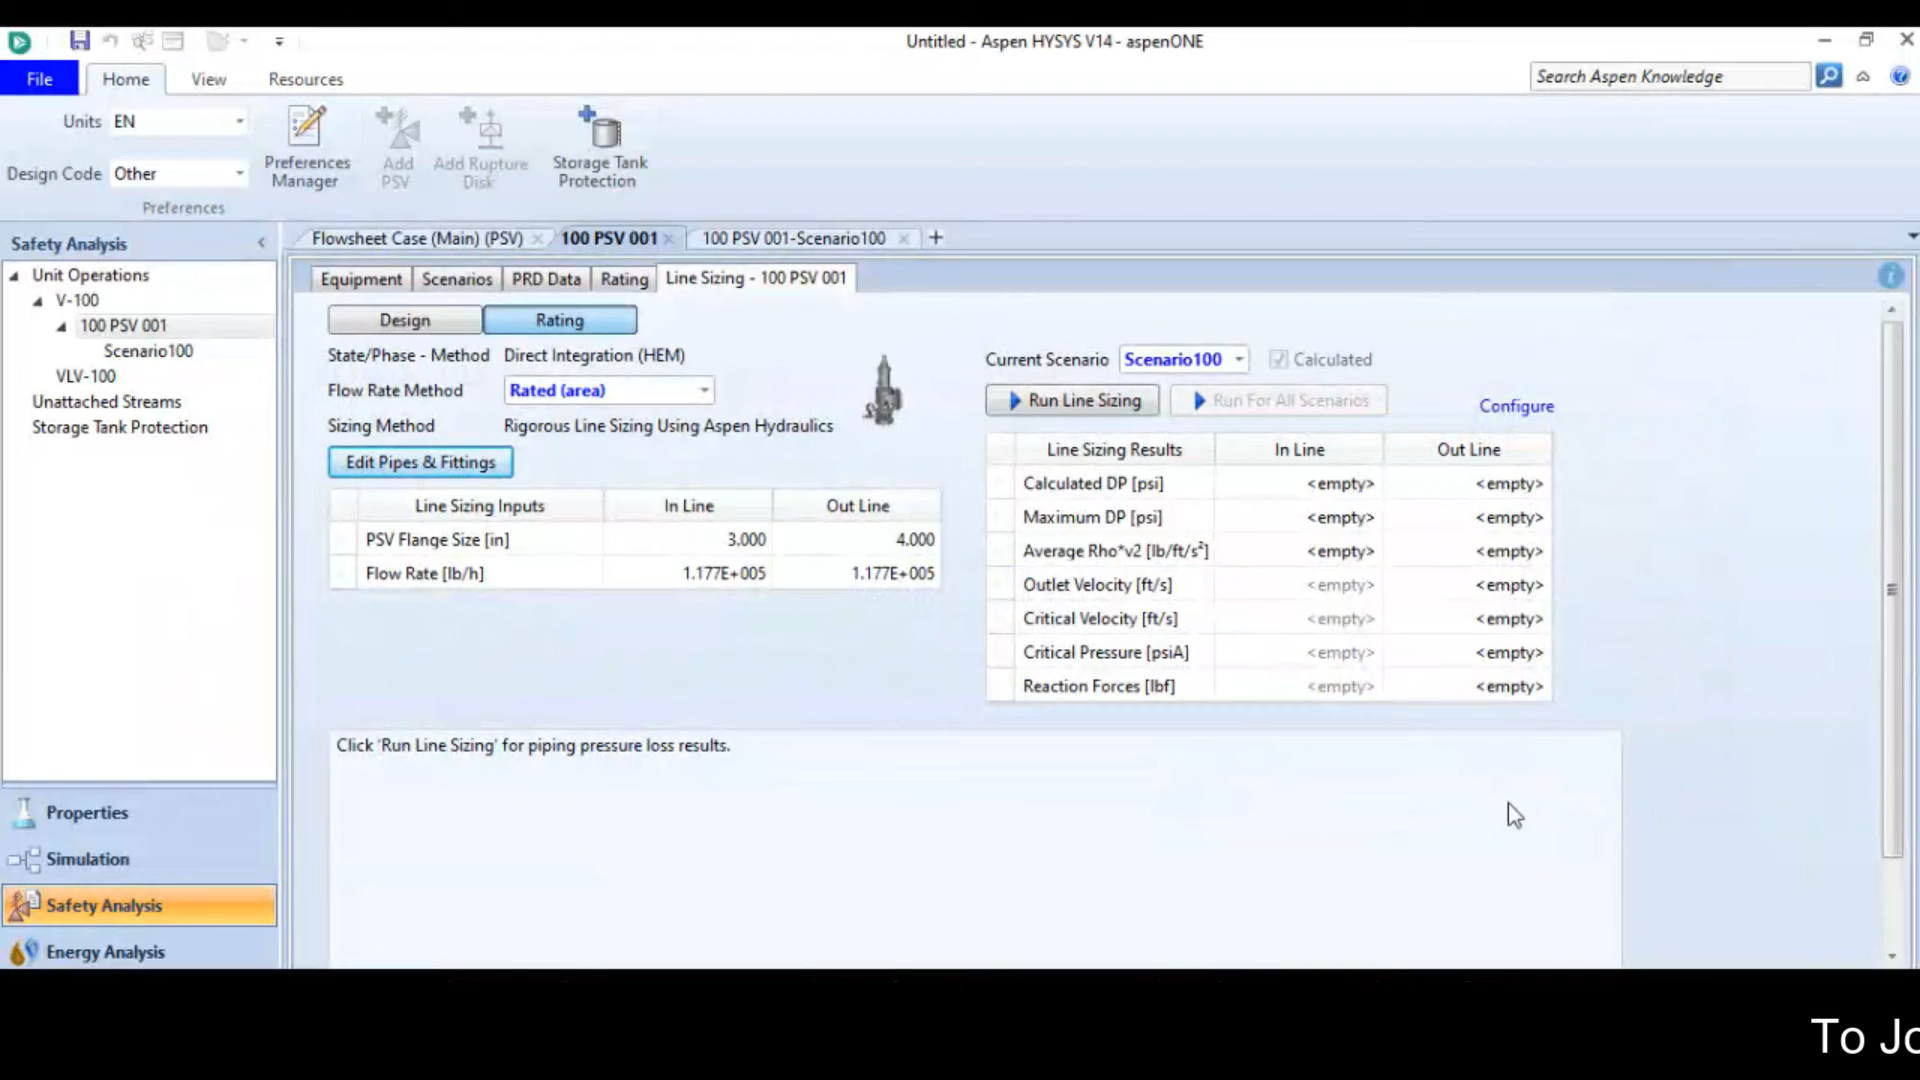 Untitled - Aspen HYSYS V14 - aspenONE
File Home View Resources
Search Aspen Knowledge
Units EN
Design Code Other
Preferences
Preferences Manager
Add PSV
Add Rupture Disk
Storage Tank Protection
Safety Analysis
Unit Operations
V-100
100 PSV 001
Scenario100
VLV-100
Unattached Streams
Storage Tank Protection
Properties
Simulation
Safety Analysis
Energy Analysis
Flowsheet Case (Main) (PSV) 100 PSV 001 100 PSV 001-Scenario100
Equipment Scenarios PRD Data Rating Line Sizing - 100 PSV 001
Design Rating
State/Phase - Method Direct Integration (HEM)
Flow Rate Method Rated (area)
Sizing Method Rigorous Line Sizing Using Aspen Hydraulics
Edit Pipes & Fittings
Line Sizing Inputs In Line Out Line
PSV Flange Size [in] 3.000 4.000
Flow Rate [lb/h] 1.177E+005 1.177E+005
Current Scenario Scenario100 Calculated
Run Line Sizing Run For All Scenarios Configure
Line Sizing Results In Line Out Line
Calculated DP [psi] <empty> <empty>
Maximum DP [psi] <empty> <empty>
Average Rho*v2 [lb/ft/s²] <empty> <empty>
Outlet Velocity [ft/s] <empty> <empty>
Critical Velocity [ft/s] <empty> <empty>
Critical Pressure [psiA] <empty> <empty>
Reaction Forces [lbf] <empty> <empty>
Click 'Run Line Sizing' for piping pressure loss results.
To Jo